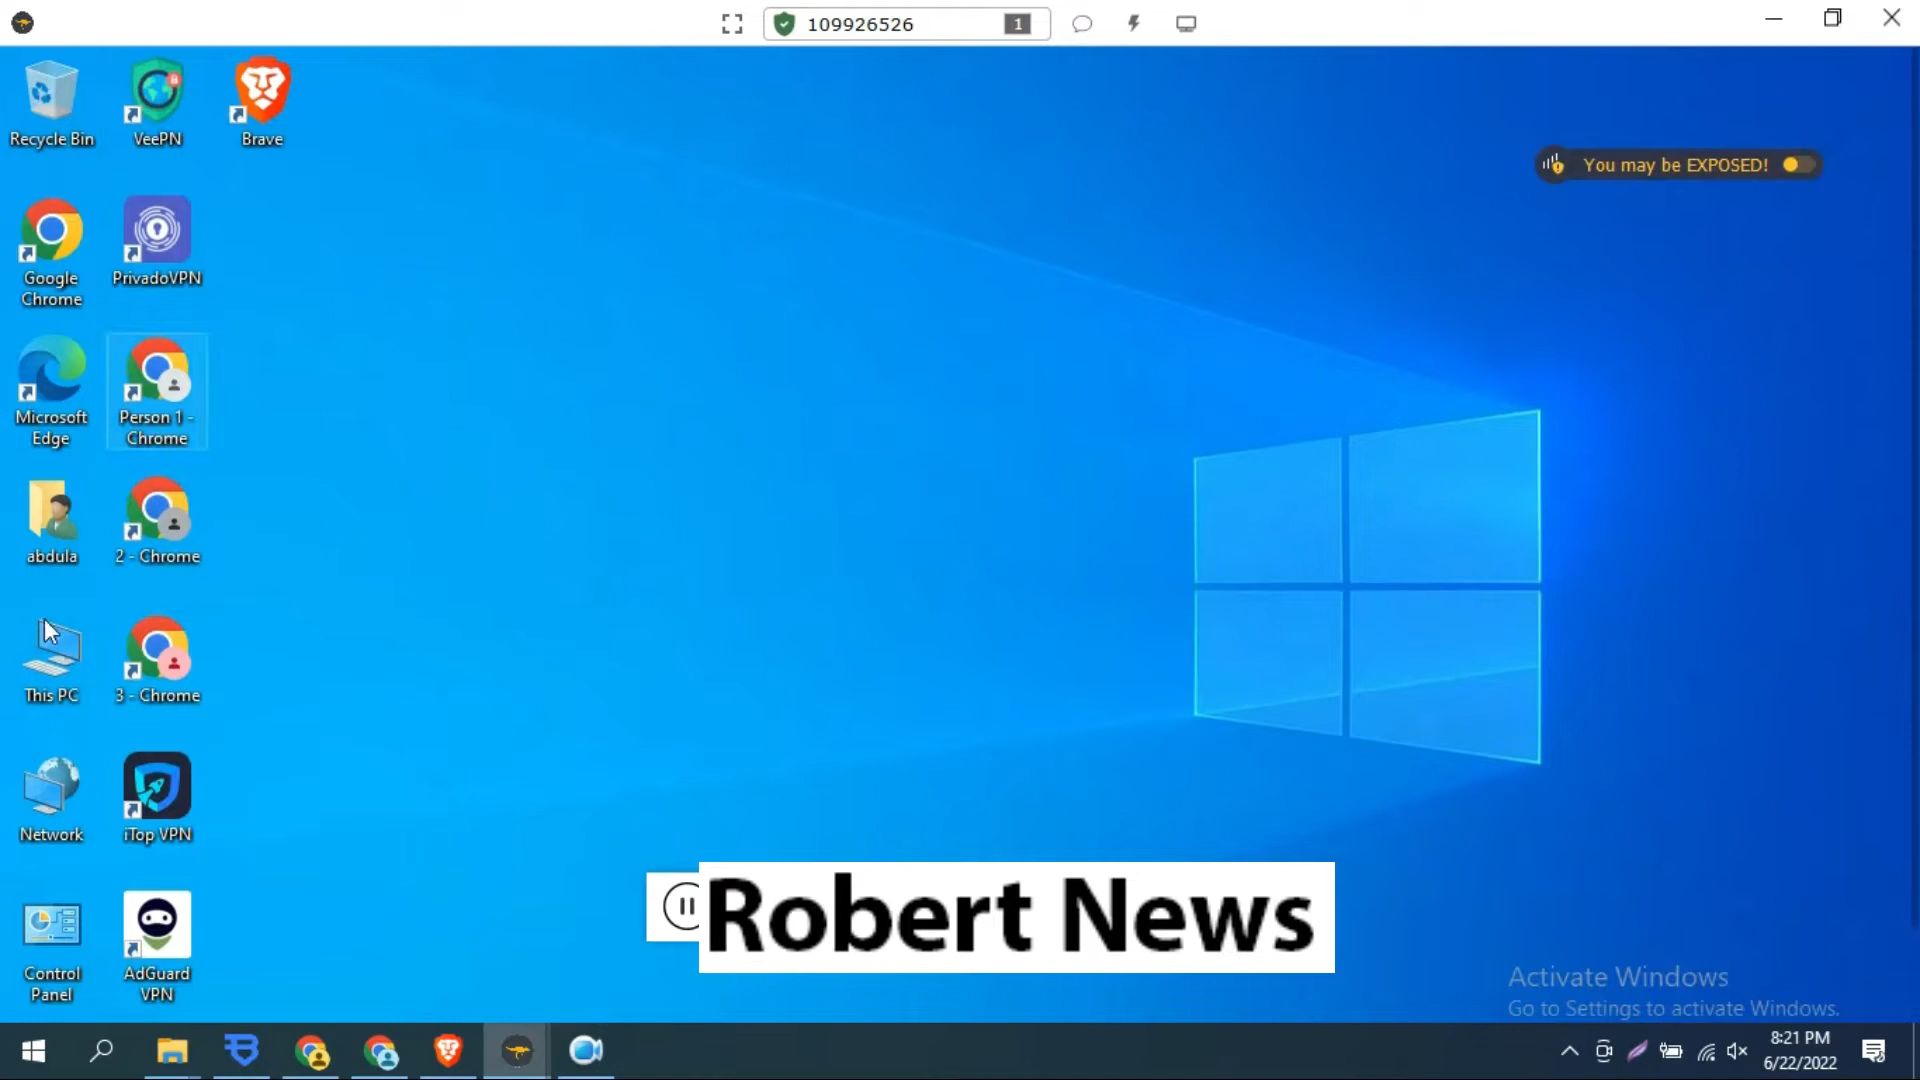 109926526
1
Recycle Bin
VeePN
Brave
You may be EXPOSED!
Google
Chrome
PrivadoVPN
Microsoft
Edge
Person 1 -
Chrome
abdula
2 - Chrome
This PC
3 - Chrome
Network
iTop VPN
Robert News
Control
Panel
AdGuard
VPN
Activate Windows
Go to Settings to activate Windows.
8:21 PM
6/22/2022